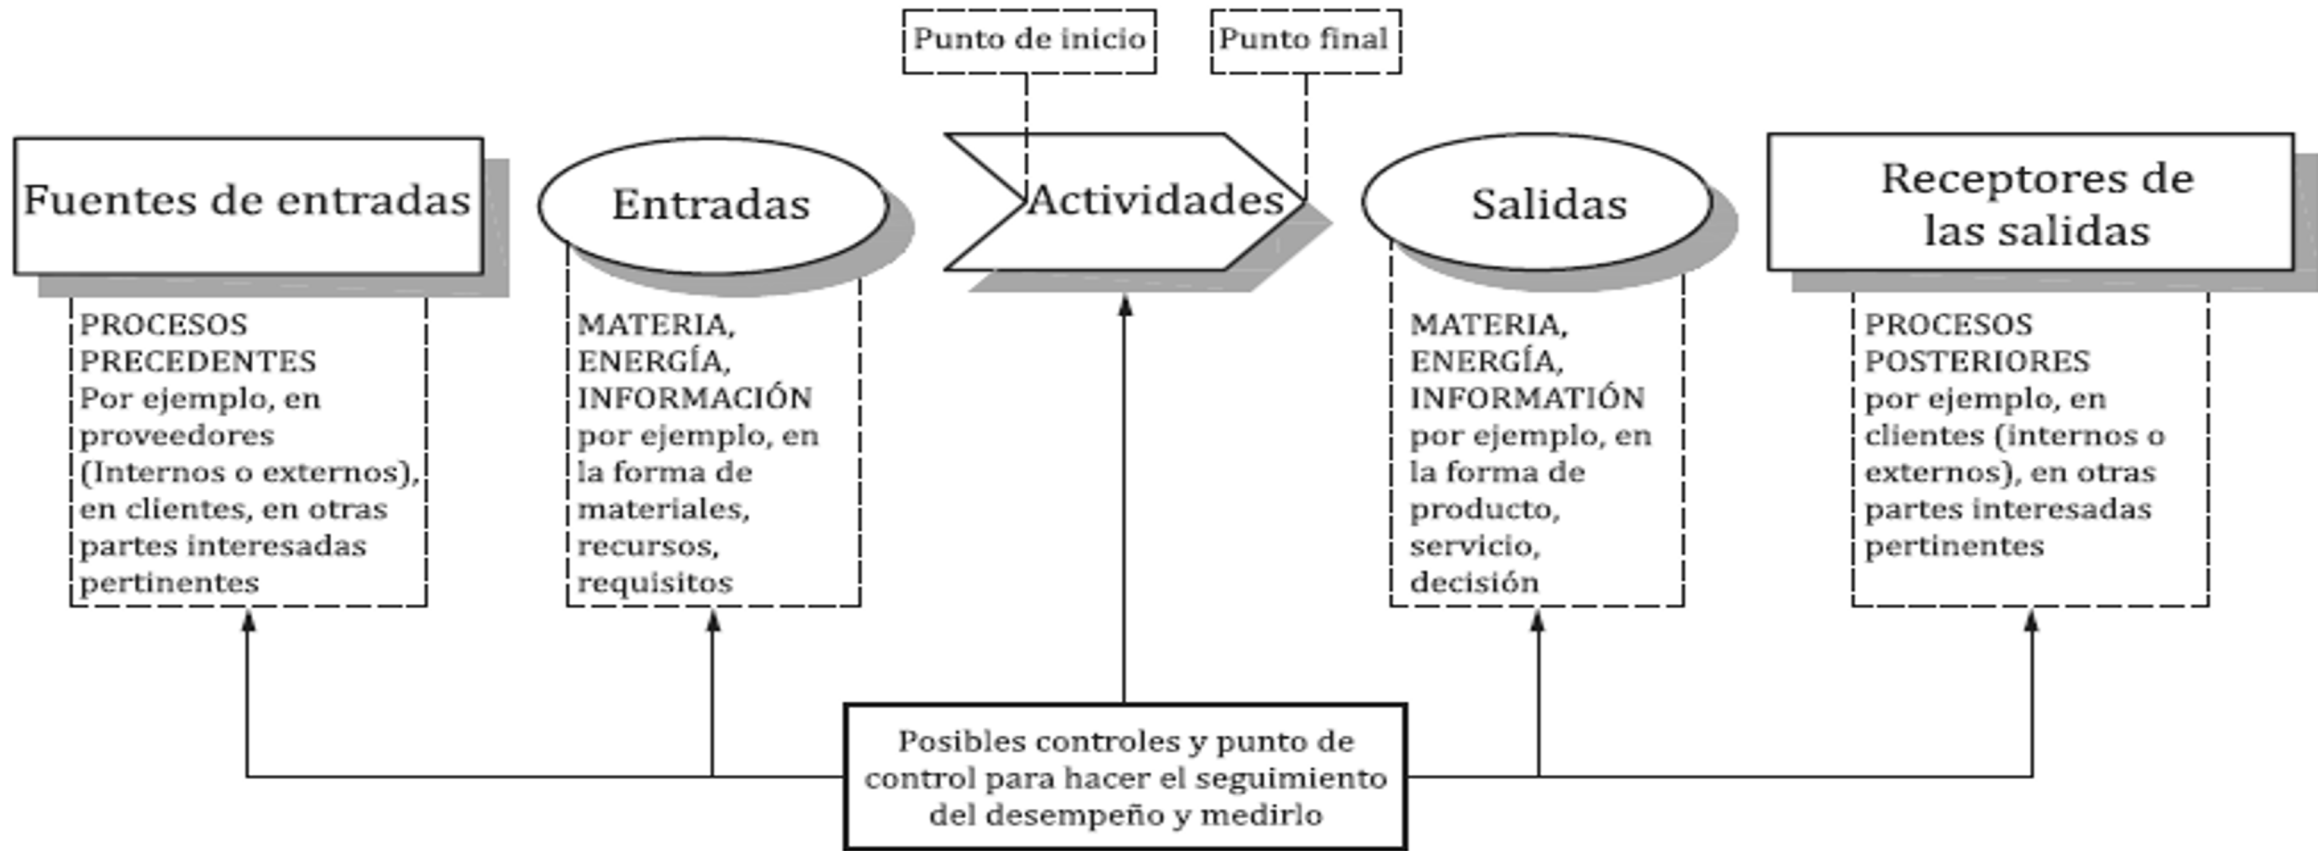 Punto de inicio
Punto final
Fuentes de entradas
Entradas
Actividades
Salidas
Receptores de
las salidas
PROCESOS
PRECEDENTES
Por ejemplo, en
proveedores
(Internos o externos),
en clientes, en otras
partes interesadas
pertinentes
MATERIA,
ENERGÍA,
INFORMACIÓN
por ejemplo, en
la forma de
materiales,
recursos,
requisitos
MATERIA,
ENERGÍA,
INFORMATIÓN
por ejemplo, en
la forma de
producto,
servicio,
decisión
PROCESOS
POSTERIORES
por ejemplo, en
clientes (internos o
externos), en otras
partes interesadas
pertinentes
Posibles controles y punto de
control para hacer el seguimiento
del desempeño y medirlo